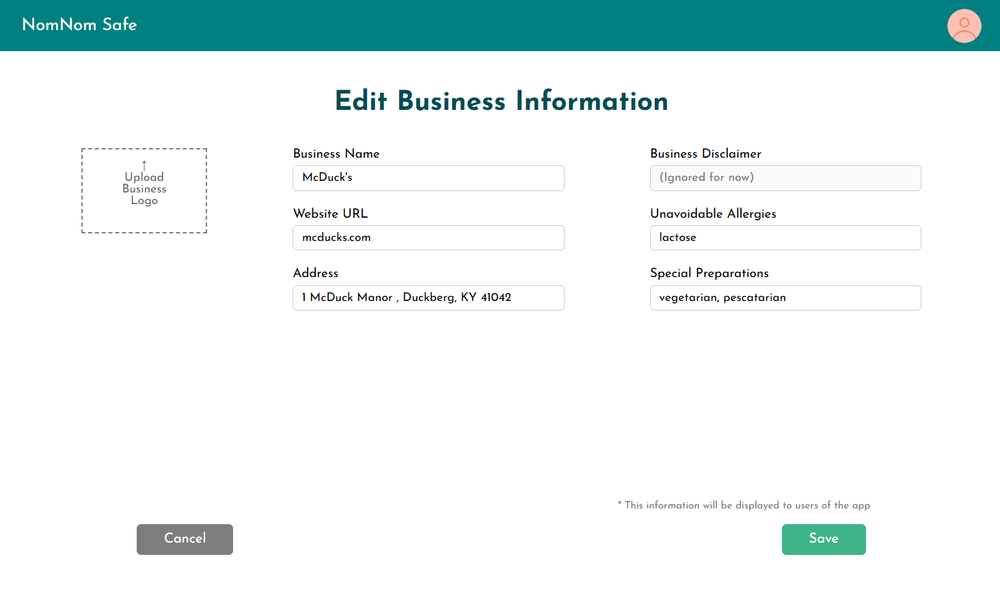 NomNom Safe
Edit Business Information
↑
Upload
Business
Logo
Business Name
McDuck's
Website URL
mcducks.com
Address
1 McDuck Manor , Duckberg, KY 41042
Business Disclaimer
(Ignored for now)
Unavoidable Allergies
lactose
Special Preparations
vegetarian, pescatarian
* This information will be displayed to users of the app
Cancel
Save